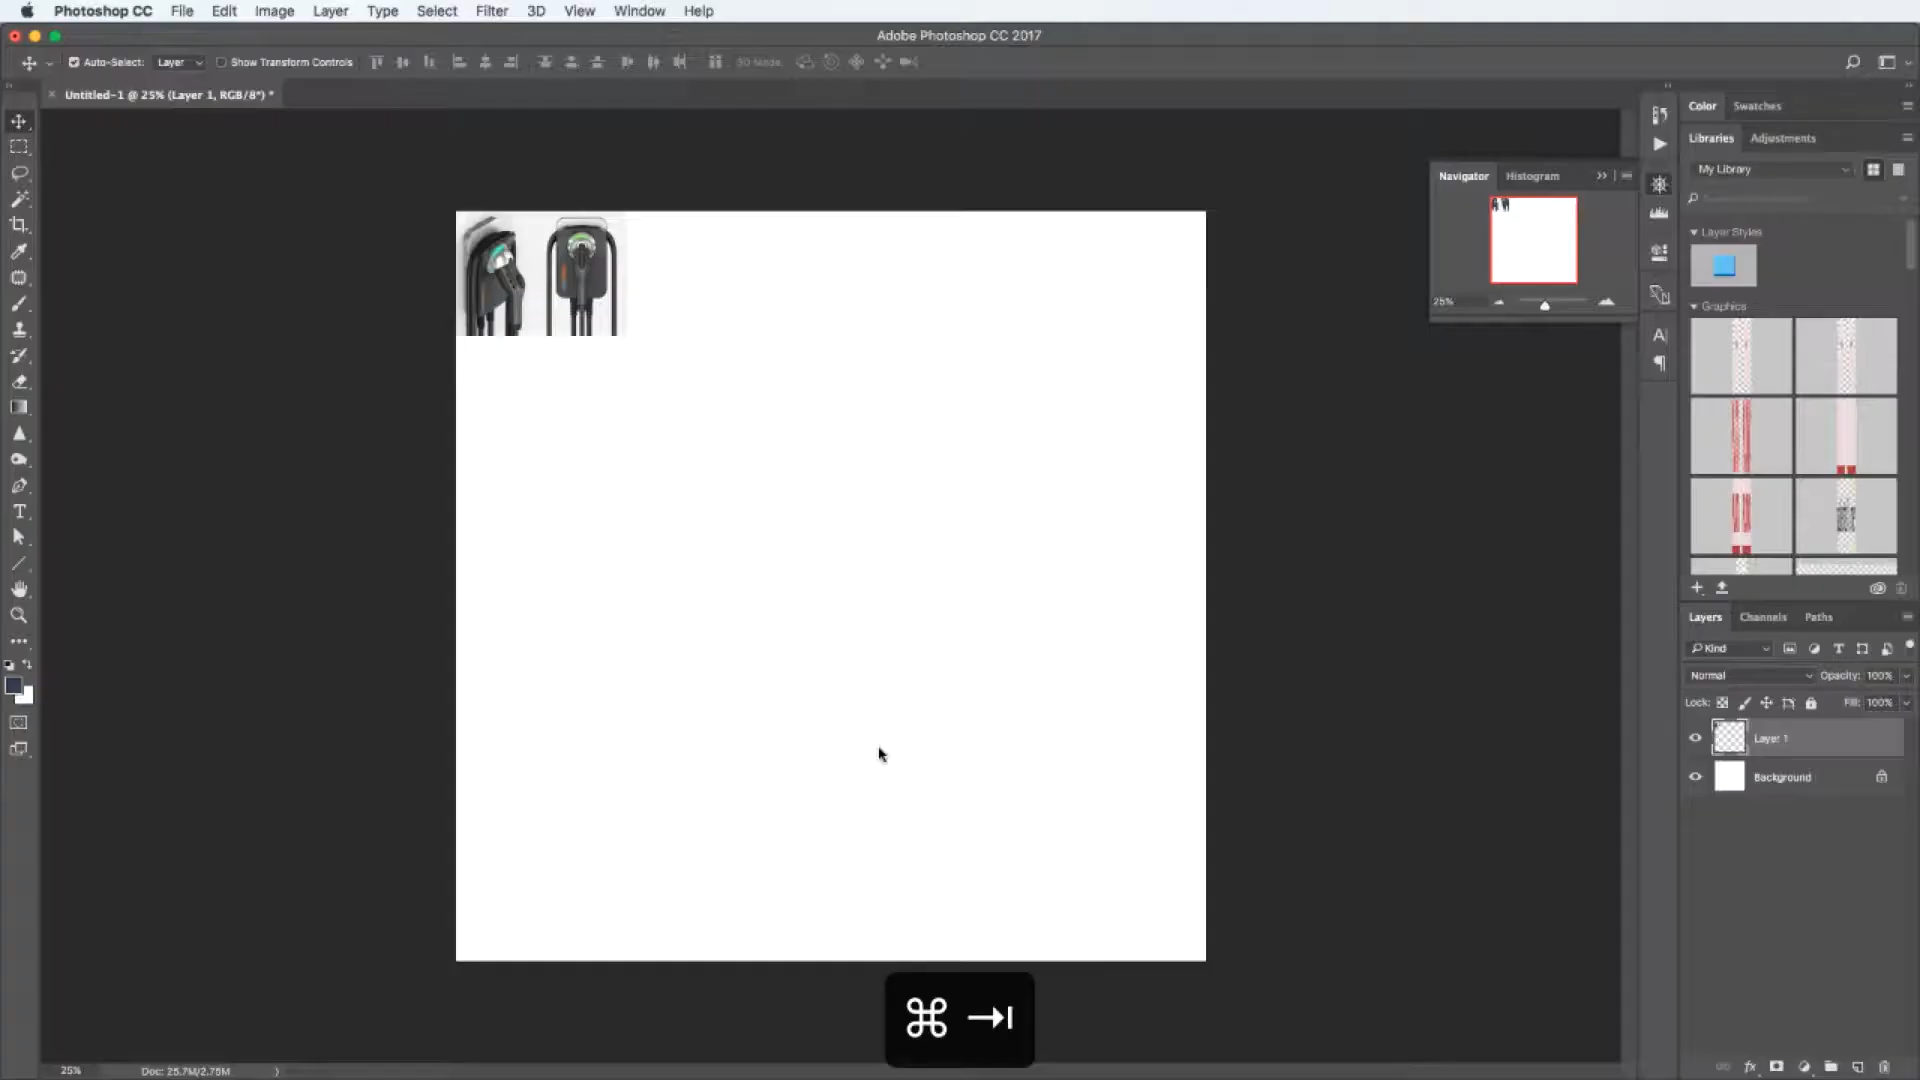 Photoshop CC File Edit Image Layer Type Select Filter 3D View Window Help
Adobe Photoshop CC 2017
Auto-Select: Layer Show Transform Controls 3D Mode:
Untitled-1 @ 25% (Layer 1, RGB/8*) *
Color Swatches
Libraries Adjustments
My Library
Navigator Histogram
25%
Layer Styles
Graphics
Layers Channels Paths
Kind
Normal Opacity: 100%
Lock: Fill: 100%
Layer 1
Background
⌘ →|
25% Doc: 25.7M/2.75M